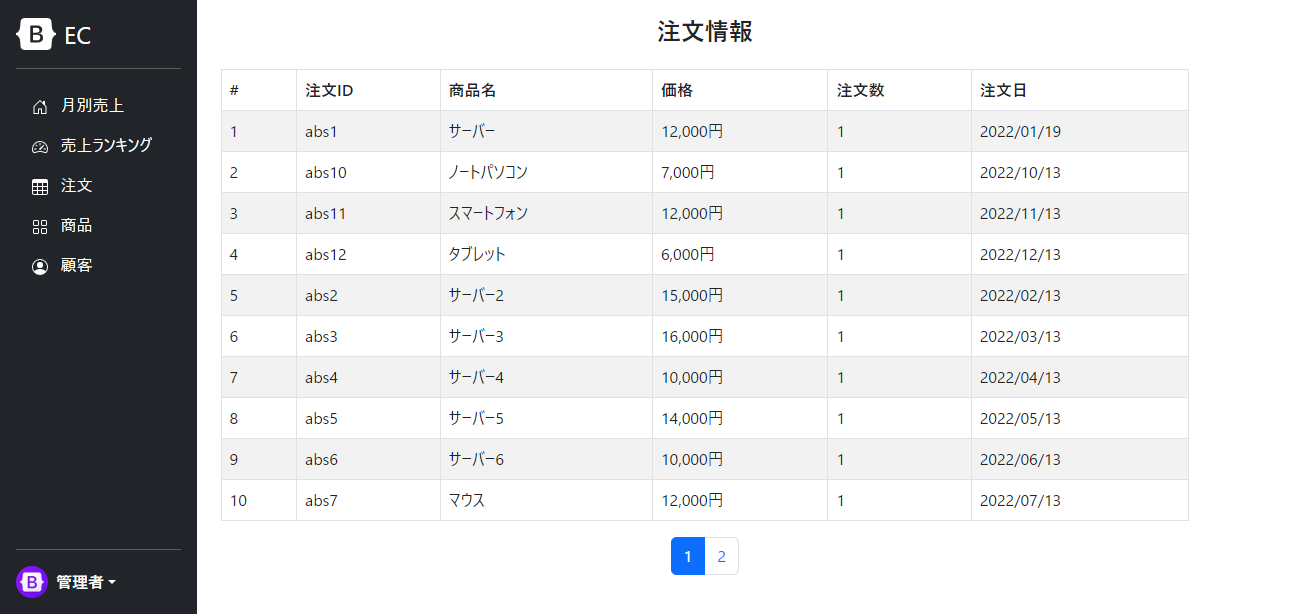 B EC
月別売上
売上ランキング
注文
商品
顧客
B 管理者
注文情報
# 注文ID 商品名 価格 注文数 注文日
1 abs1 サーバー 12,000円 1 2022/01/19
2 abs10 ノートパソコン 7,000円 1 2022/10/13
3 abs11 スマートフォン 12,000円 1 2022/11/13
4 abs12 タブレット 6,000円 1 2022/12/13
5 abs2 サーバー2 15,000円 1 2022/02/13
6 abs3 サーバー3 16,000円 1 2022/03/13
7 abs4 サーバー4 10,000円 1 2022/04/13
8 abs5 サーバー5 14,000円 1 2022/05/13
9 abs6 サーバー6 10,000円 1 2022/06/13
10 abs7 マウス 12,000円 1 2022/07/13
1 2